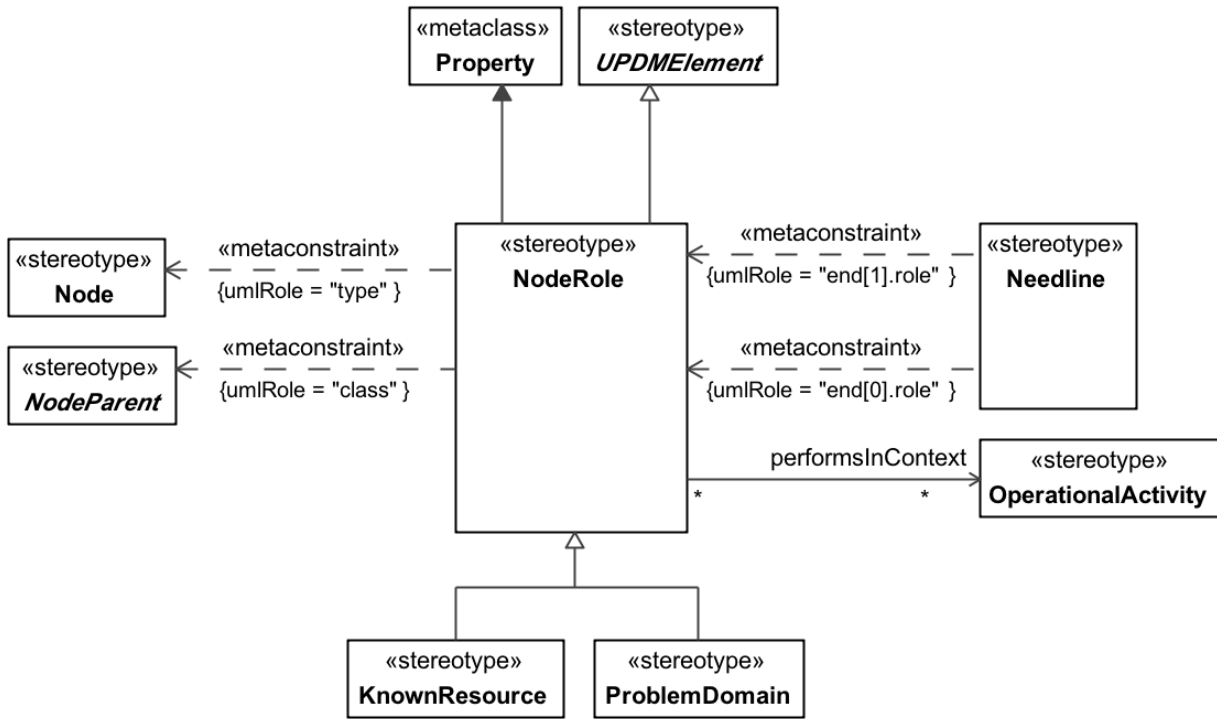 «metaclass»
Property
«stereotype»
UPDMElement
«stereotype»
Node
«metaconstraint»
{umlRole = "type" }
«stereotype»
NodeParent
«metaconstraint»
{umlRole = "class" }
«stereotype»
NodeRole
«metaconstraint»
{umlRole = "end[1].role" }
«metaconstraint»
{umlRole = "end[0].role" }
«stereotype»
Needline
performsInContext
* *
«stereotype»
OperationalActivity
«stereotype»
KnownResource
«stereotype»
ProblemDomain